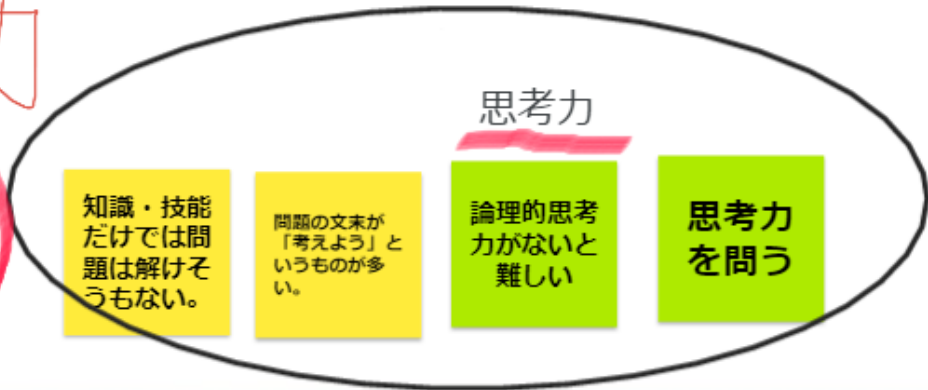 思考力
知識・技能
だけでは問
題は解けそ
うもない。
問題の文末が
「考えよう」と
いうものが多
い。
論理的思考
力がないと
難しい
思考力
を問う